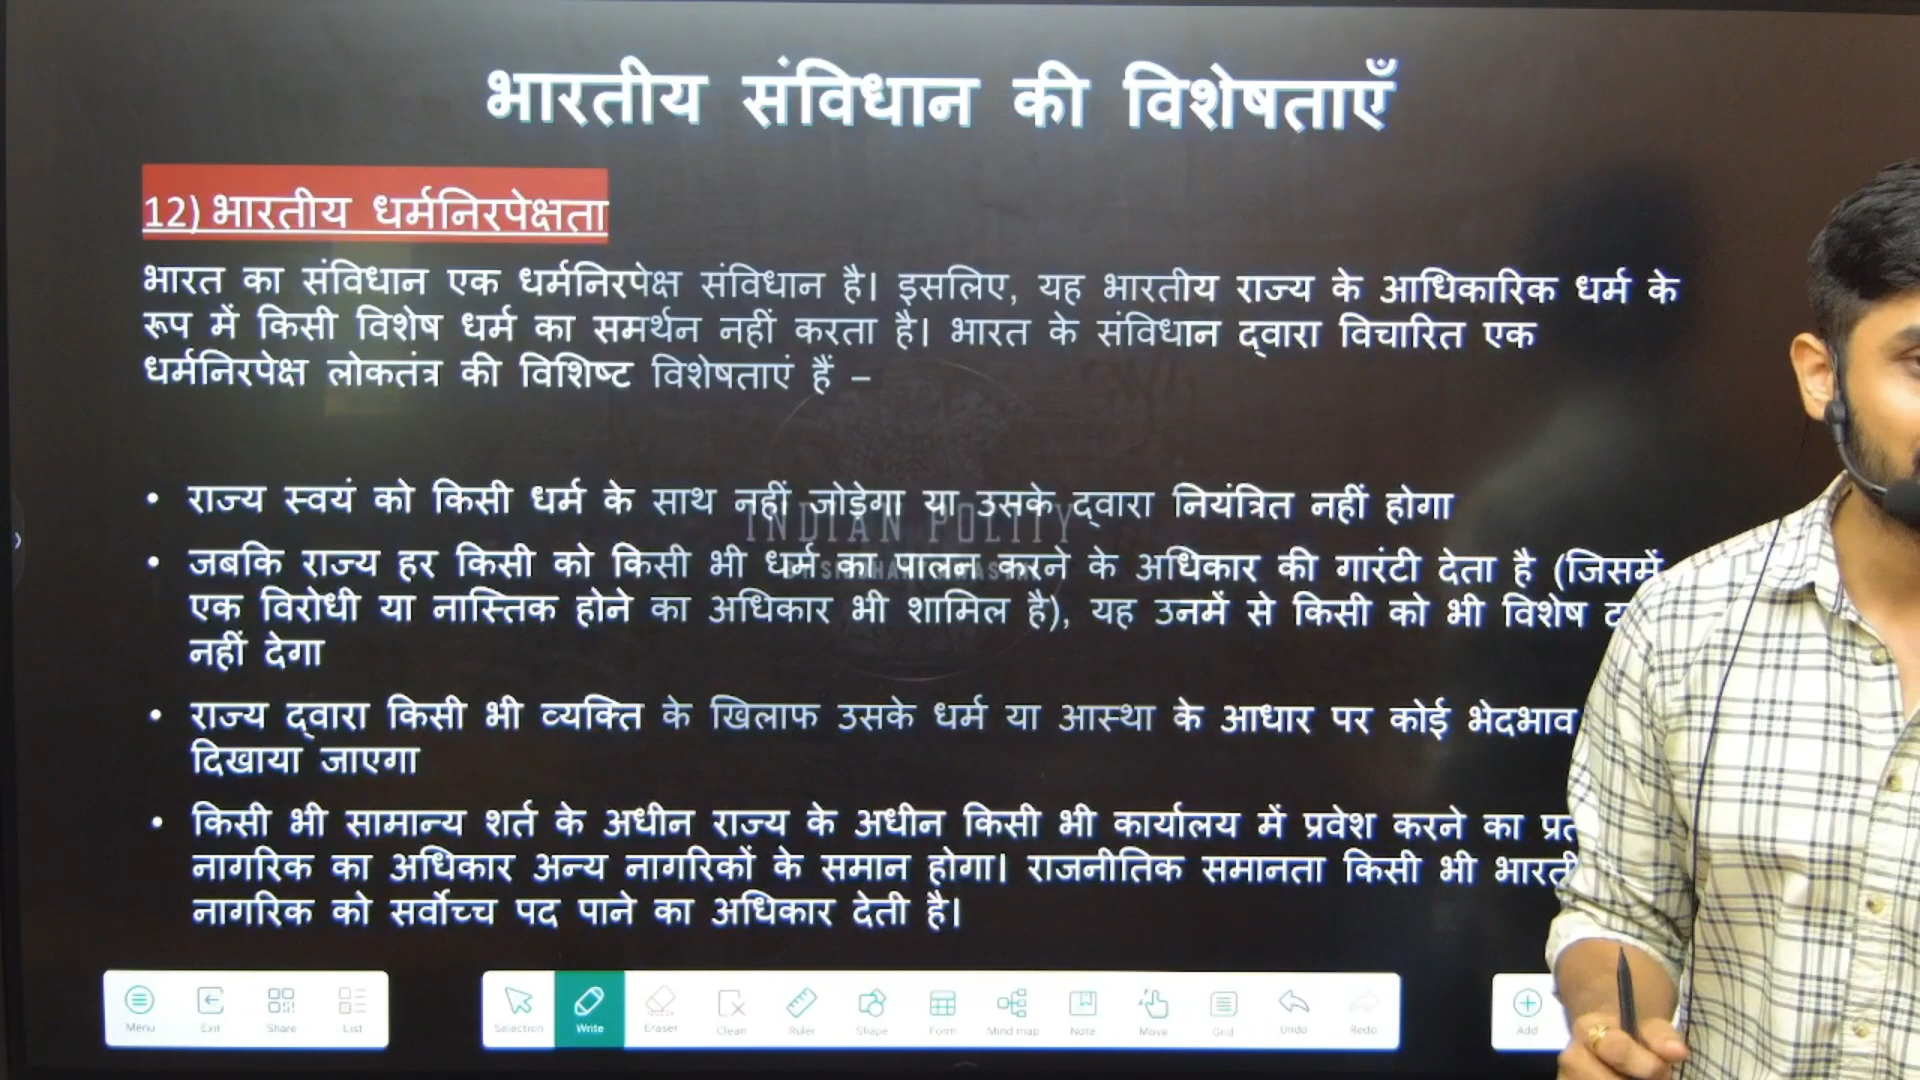 भारतीय संविधान की विशेषताएँ
12) भारतीय धर्मनिरपेक्षता
भारत का संविधान एक धर्मनिरपेक्ष संविधान है। इसलिए, यह भारतीय राज्य के आधिकारिक धर्म के
रूप में किसी विशेष धर्म का समर्थन नहीं करता है। भारत के संविधान द्वारा विचारित एक
धर्मनिरपेक्ष लोकतंत्र की विशिष्ट विशेषताएं हैं –
• राज्य स्वयं को किसी धर्म के साथ नहीं जोड़ेगा या उसके द्वारा नियंत्रित नहीं होगा
INDIAN POLITY
• जबकि राज्य हर किसी को किसी भी धर्म का पालन करने के अधिकार की गारंटी देता है (जिसमें
एक विरोधी या नास्तिक होने का अधिकार भी शामिल है), यह उनमें से किसी को भी विशेष
नहीं देगा
• राज्य द्वारा किसी भी व्यक्ति के खिलाफ उसके धर्म या आस्था के आधार पर कोई भेदभाव
दिखाया जाएगा
• किसी भी सामान्य शर्त के अधीन राज्य के अधीन किसी भी कार्यालय में प्रवेश करने का
नागरिक का अधिकार अन्य नागरिकों के समान होगा। राजनीतिक समानता किसी भी
नागरिक को सर्वोच्च पद पाने का अधिकार देती है।
Menu Exit Share List Selection Write Eraser Clean Ruler Shape Form Mind map Note Move Grid Undo Redo Add